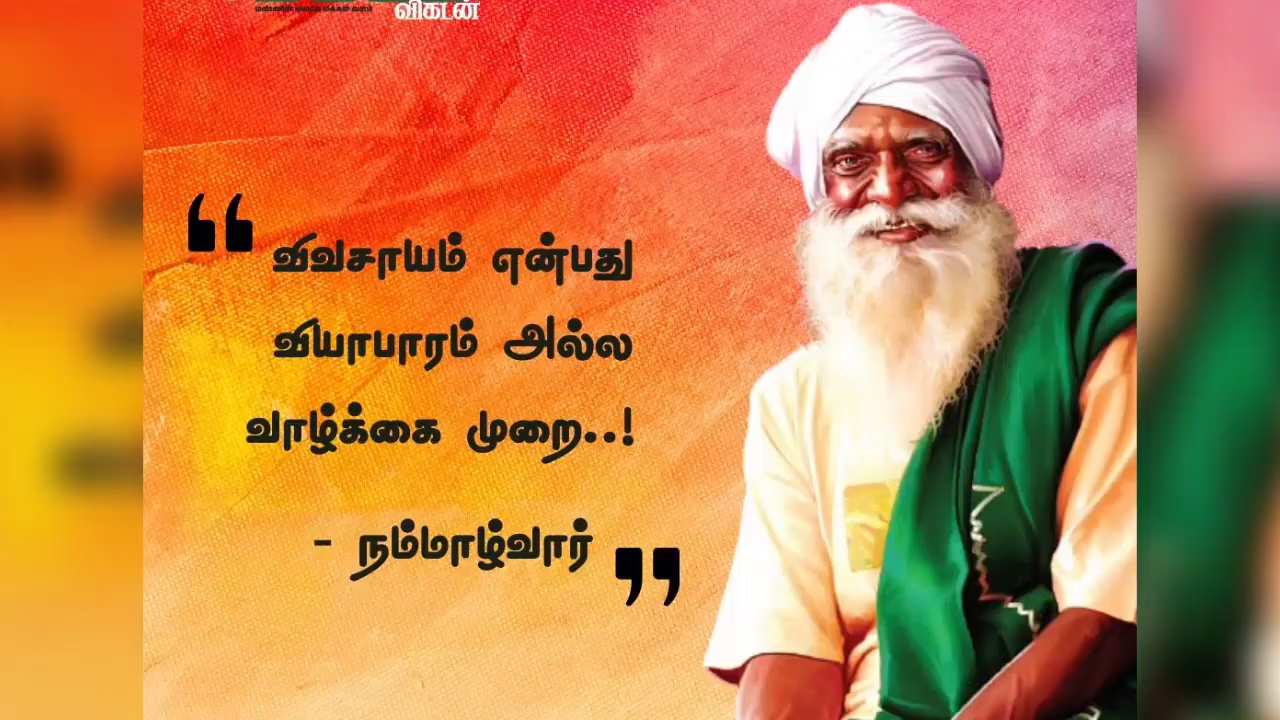 விகடன்
“விவசாயம் என்பது
வியாபாரம் அல்ல
வாழ்க்கை முறை..!
- நம்மாழ்வார்”